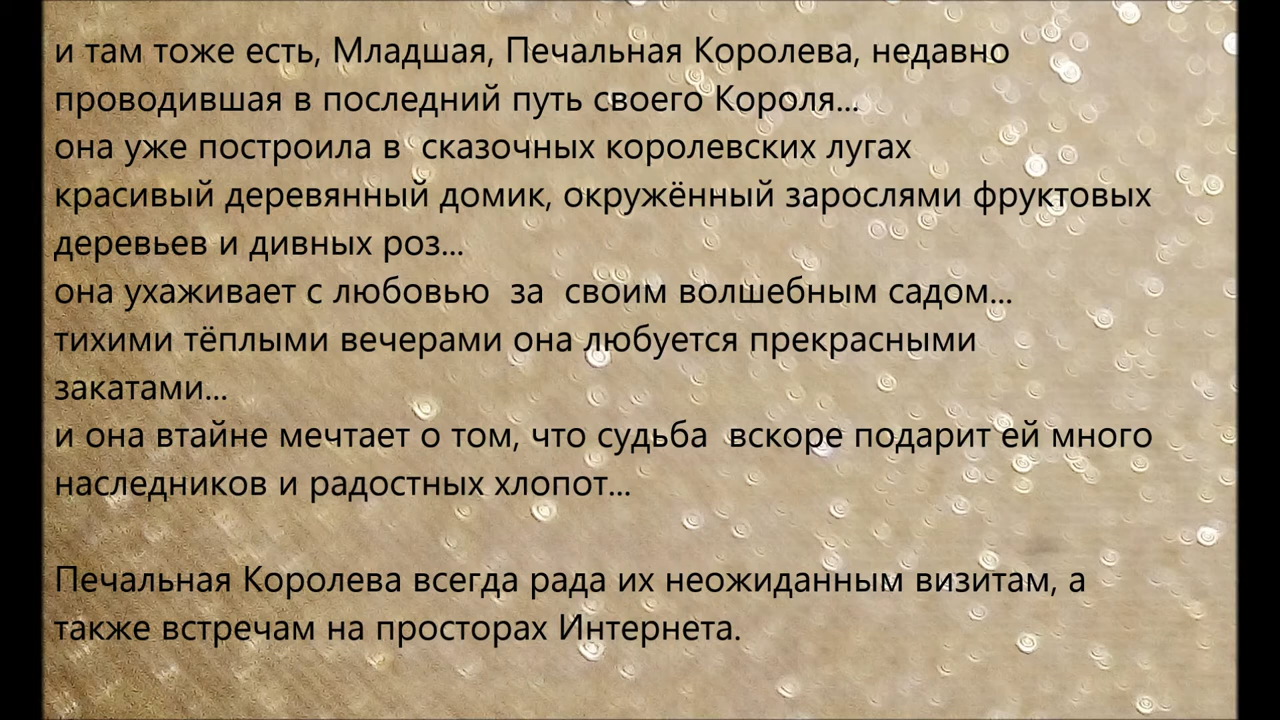 и там тоже есть, Младшая, Печальная Королева, недавно
проводившая в последний путь своего Короля...
она уже построила в  сказочных королевских лугах
красивый деревянный домик, окружённый зарослями фруктовых
деревьев и дивных роз...
она ухаживает с любовью  за  своим волшебным садом...
тихими тёплыми вечерами она любуется прекрасными
закатами...
и она втайне мечтает о том, что судьба  вскоре подарит ей много
наследников и радостных хлопот...
Печальная Королева всегда рада их неожиданным визитам, а
также встречам на просторах Интернета.